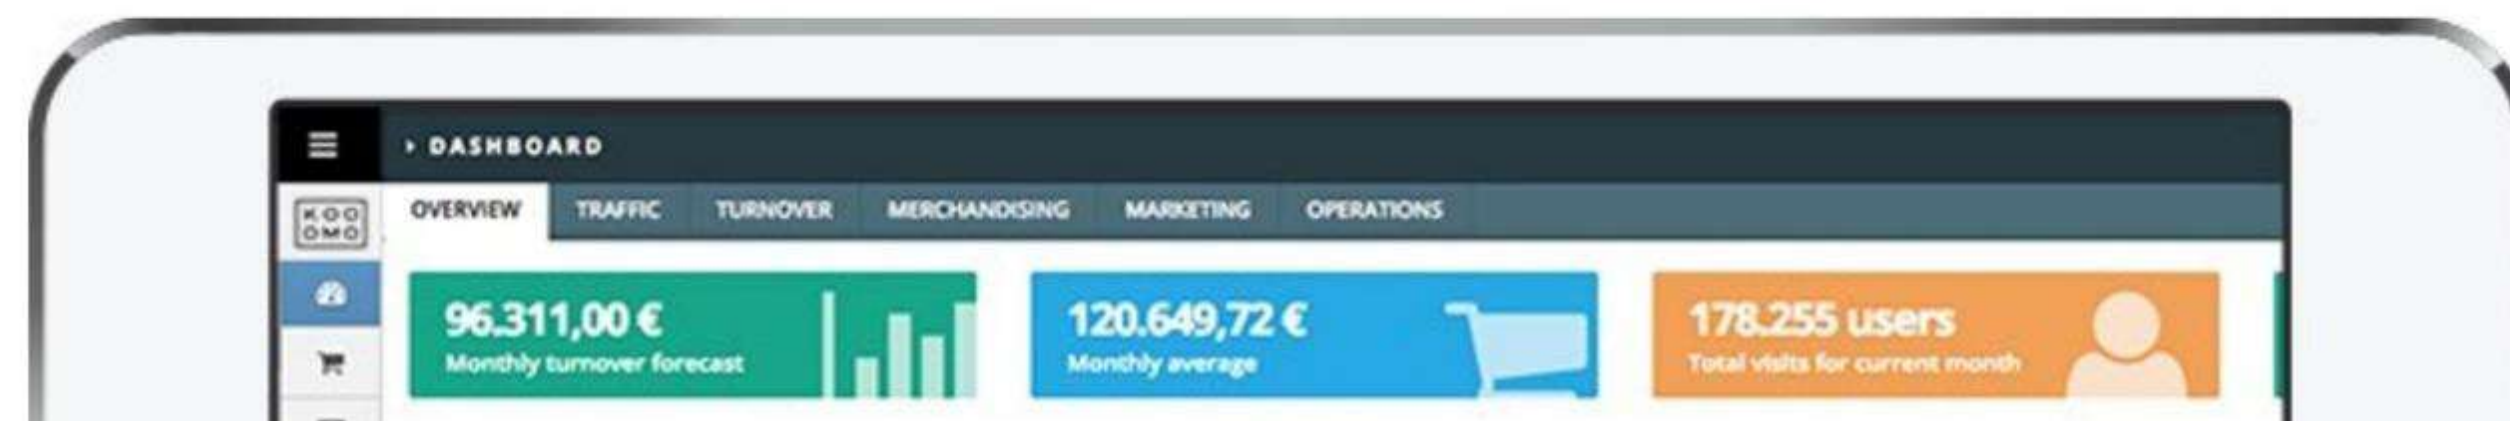 DASHBOARD
KOO
OMO
OVERVIEW TRAFFIC TURNOVER MERCHANDISING MARKETING OPERATIONS
96.311,00 € 120.649,72 € 178.255 users
Monthly turnover forecast Monthly average Total visits for current month